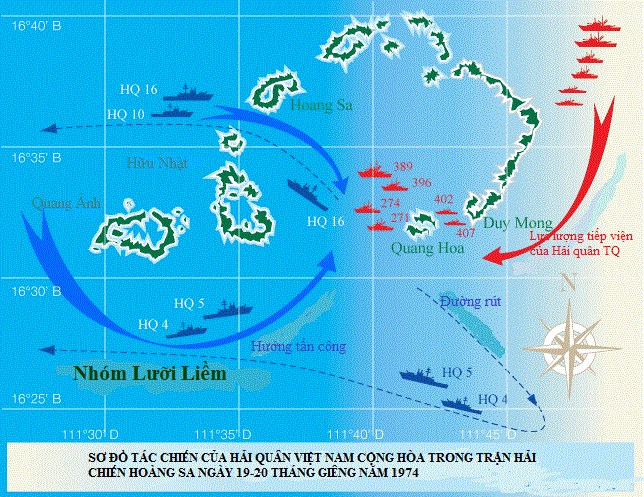 16°40' B
HQ 16
HQ 10
Hoàng Sa
16°35' B
Hữu Nhật
389
396
Quang Ảnh
274
402
HQ 16
271
407
Duy Mong
Quang Hoa
Lực lượng tiếp viện
của Hải quân TQ
16°30' B
N
HQ 5
Đường rút
HQ 4
Hướng tấn công
Nhóm Lưỡi Liềm
HQ 5
HQ 4
16°25' B
111°30' Đ
111°35' Đ
111°40' Đ
111°45' Đ
SƠ ĐỒ TÁC CHIẾN CỦA HẢI QUÂN VIỆT NAM CỘNG HÒA TRONG TRẬN HẢI
CHIẾN HOÀNG SA NGÀY 19-20 THÁNG GIÊNG NĂM 1974